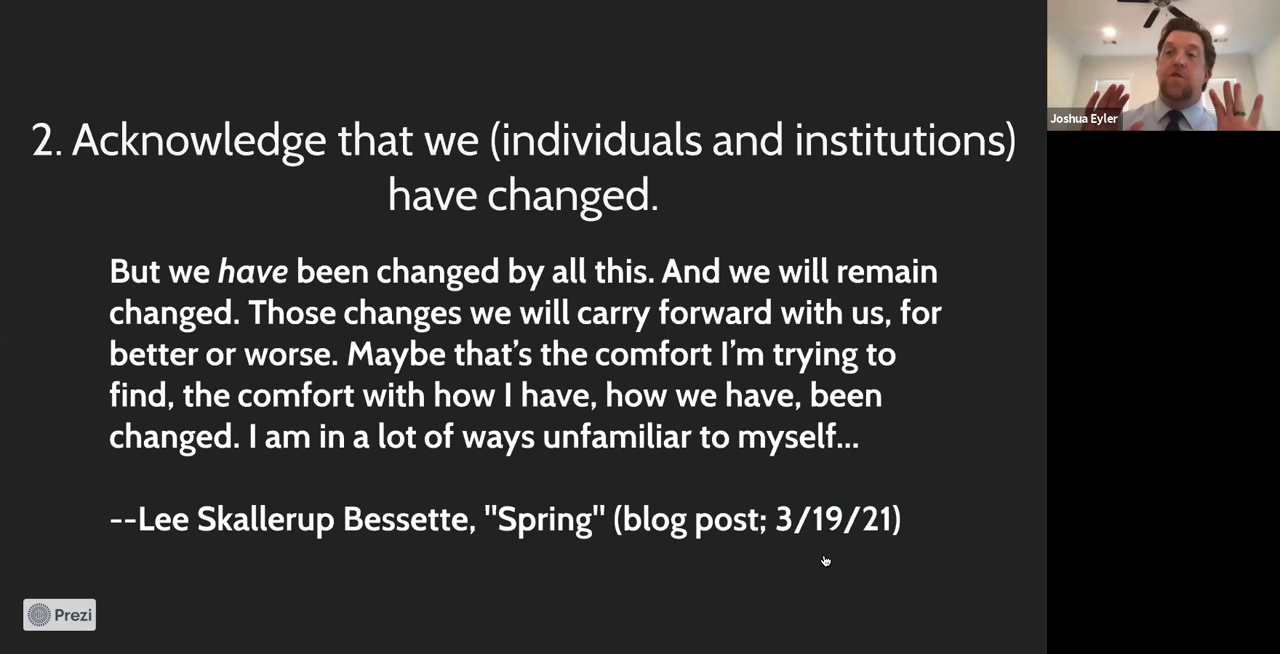 2. Acknowledge that we (individuals and institutions)
have changed.
But we have been changed by all this. And we will remain
changed. Those changes we will carry forward with us, for
better or worse. Maybe that's the comfort I'm trying to
find, the comfort with how I have, how we have, been
changed. I am in a lot of ways unfamiliar to myself...
--Lee Skallerup Bessette, "Spring" (blog post; 3/19/21)
Prezi
Joshua Eyler